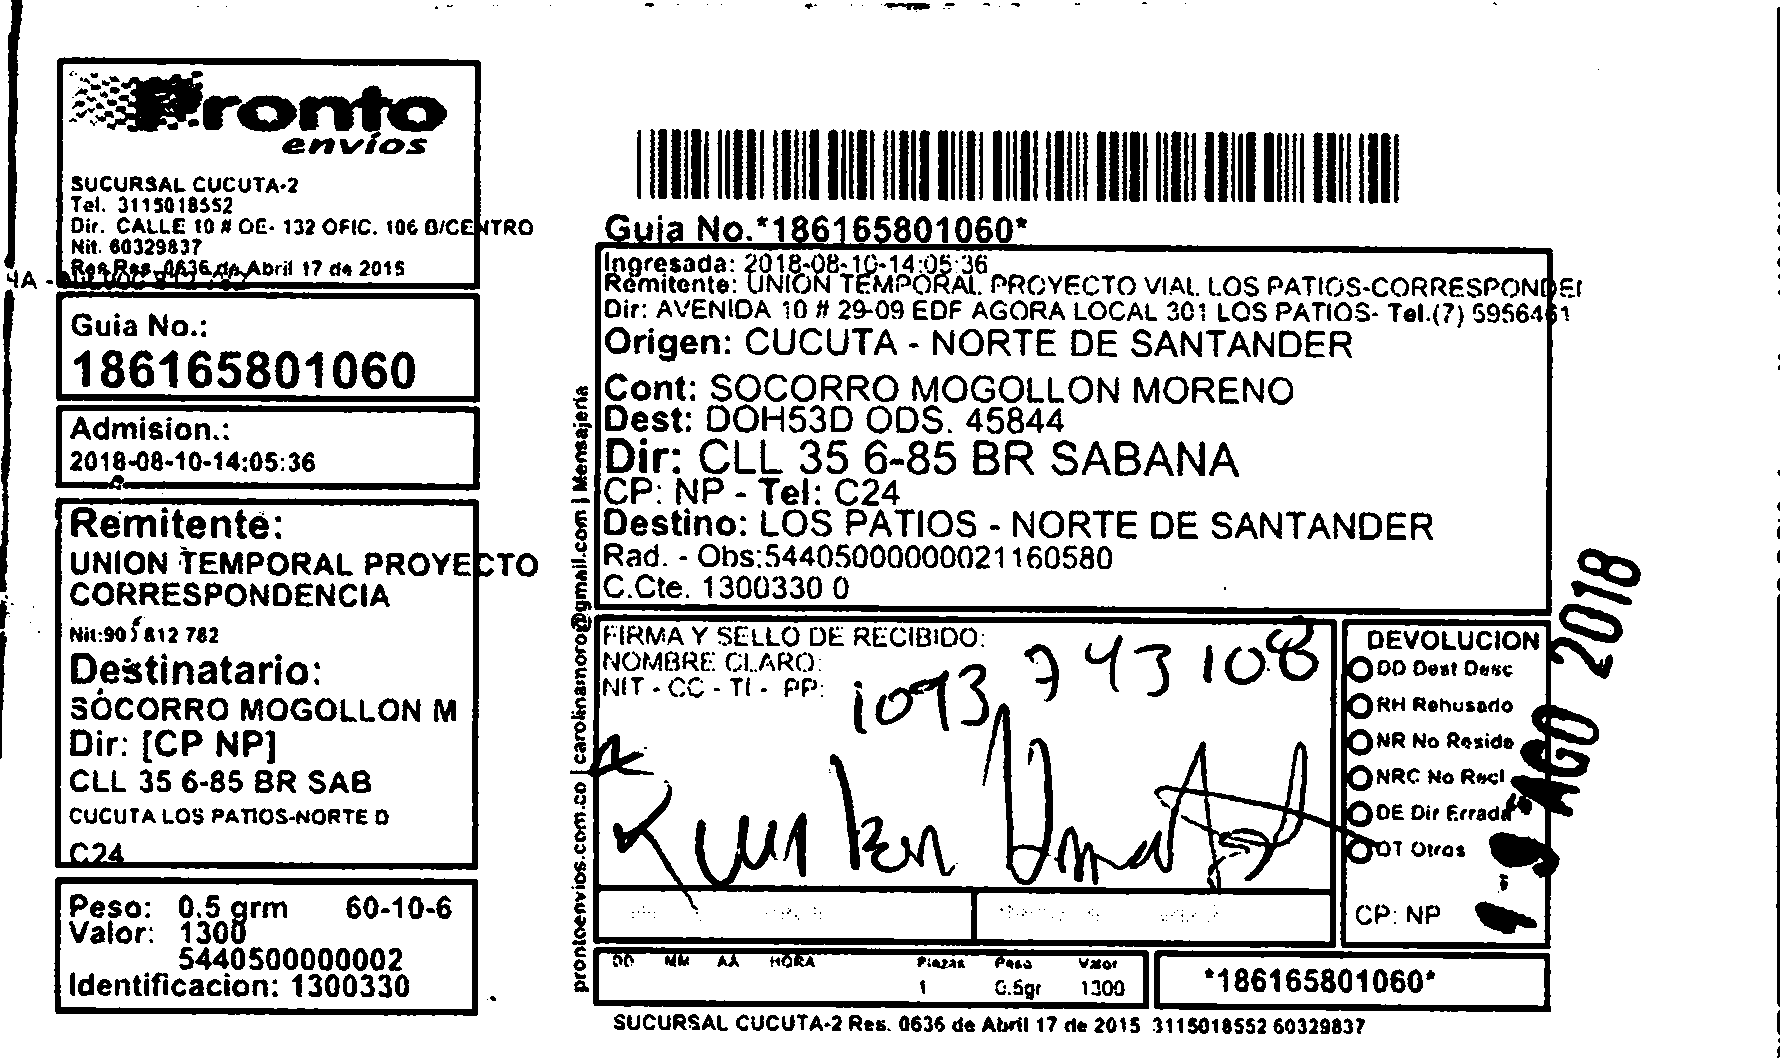 Pronto
envíos
SUCURSAL CUCUTA-2
Tel. 3115018552
Dir. CALLE 10 # OE- 132 OFIC. 106 B/CENTRO
Nit. 60329837
Res.Res. 0636 de Abril 17 de 2015
Guia No.:
186165801060
Admision.:
2018-08-10-14:05:36
Remitente:
UNION TEMPORAL PROYECTO
CORRESPONDENCIA
Nit:901812 782
Destinatario:
SOCORRO MOGOLLON M
Dir: [CP NP]
CLL 35 6-85 BR SAB
CUCUTA LOS PATIOS-NORTE D
C24
Peso: 0.5 grm 60-10-6
Valor: 1300
5440500000002
Identificacion: 1300330
prontoenvios.com.co | carolinamoro@gmail.com | Mensajeria
Guia No.*186165801060*
Ingresada: 2018-08-10-14:05:36
Remitente: UNION TEMPORAL PROYECTO VIAL LOS PATIOS-CORRESPONDE
Dir: AVENIDA 10 # 29-09 EDF AGORA LOCAL 301 LOS PATIOS- Tel.(7) 5956461
Origen: CUCUTA - NORTE DE SANTANDER
Cont: SOCORRO MOGOLLON MORENO
Dest: DOH53D ODS. 45844
Dir: CLL 35 6-85 BR SABANA
CP: NP - Tel: C24
Destino: LOS PATIOS - NORTE DE SANTANDER
Rad. - Obs:54405000000021160580
C.Cte. 1300330 0
FIRMA Y SELLO DE RECIBIDO:
NOMBRE CLARO:
NIT - CC - TI - PP:
1093 743108
DEVOLUCION
DD Dest Desc
RH Rehusado
NR No Reside
NRC No Recl
DE Dir Errada
OT Otros
CP: NP
AGO 2018
DD MM AA HORA Piezas Peso Valor
1 0.5gr 1300
*186165801060*
SUCURSAL CUCUTA-2 Res. 0636 de Abril 17 de 2015 3115018552 60329837